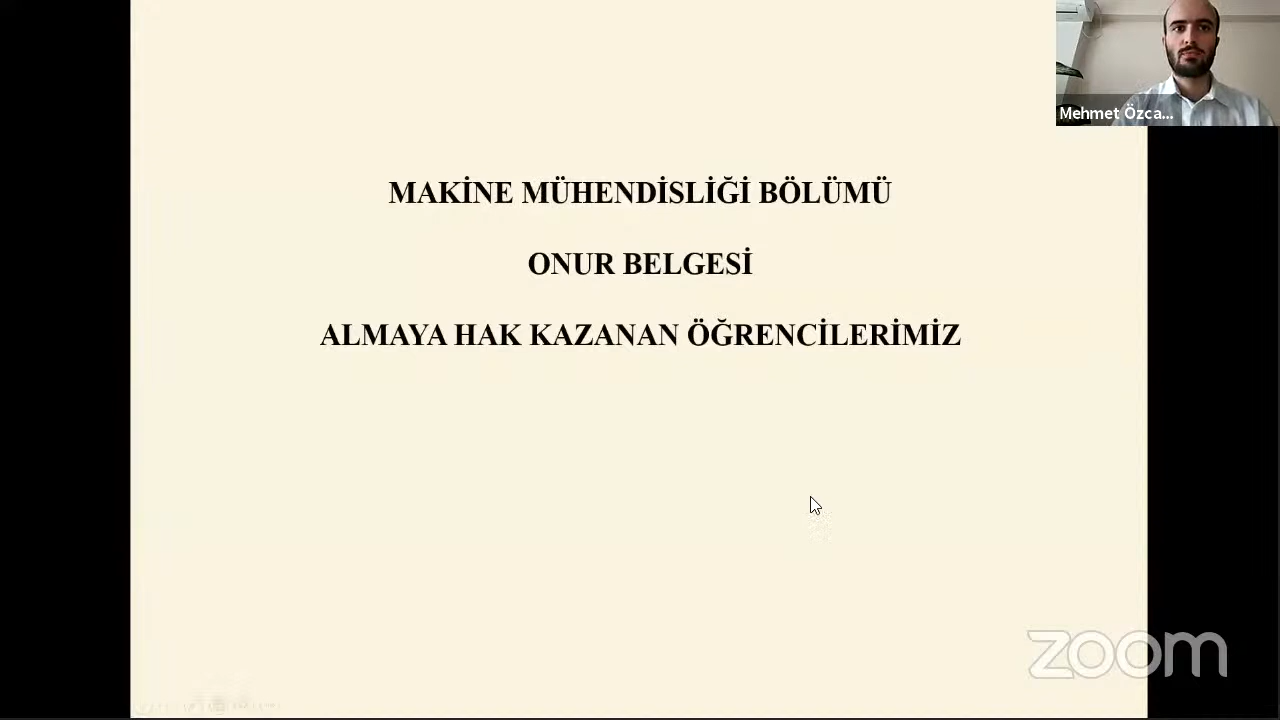 Mehmet Özca...
MAKİNE MÜHENDİSLİĞİ BÖLÜMÜ
ONUR BELGESİ
ALMAYA HAK KAZANAN ÖĞRENCİLERİMİZ
zoom